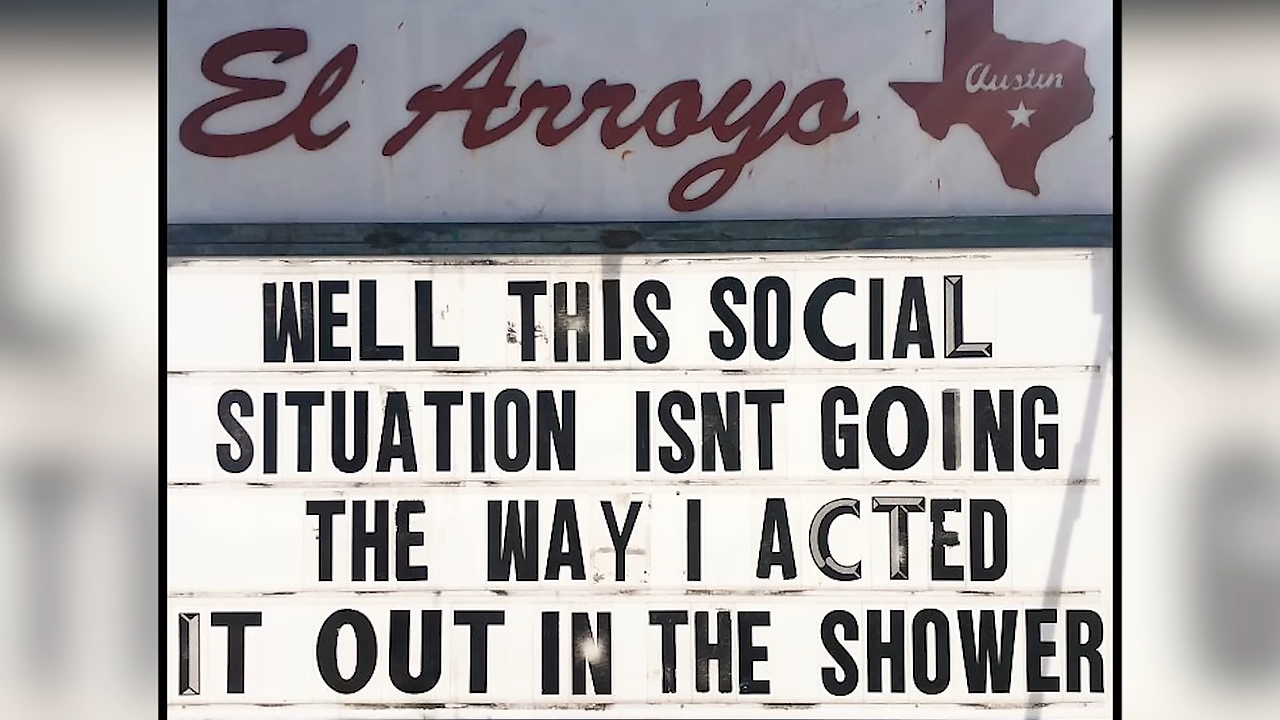 El Arroyo
Austin
WELL THIS SOCIAL
SITUATION ISNT GOING
THE WAY I ACTED
IT OUT IN THE SHOWER